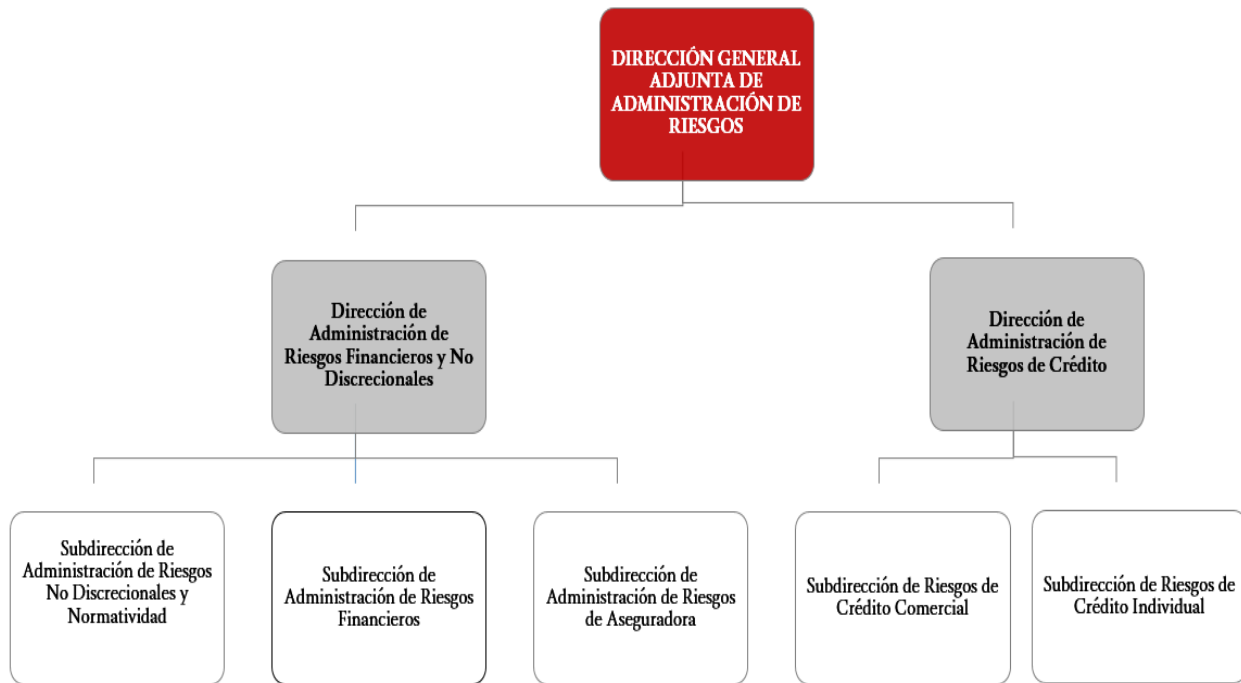 DIRECCIÓN GENERAL
ADJUNTA DE
ADMINISTRACIÓN DE
RIESGOS
Dirección de
Administración de
Riesgos Financieros y No
Discrecionales
Dirección de
Administración de
Riesgos de Crédito
Subdirección de
Administración de Riesgos
No Discrecionales y
Normatividad
Subdirección de
Administración de Riesgos
Financieros
Subdirección de
Administración de Riesgos
de Aseguradora
Subdirección de Riesgos de
Crédito Comercial
Subdirección de Riesgos de
Crédito Individual